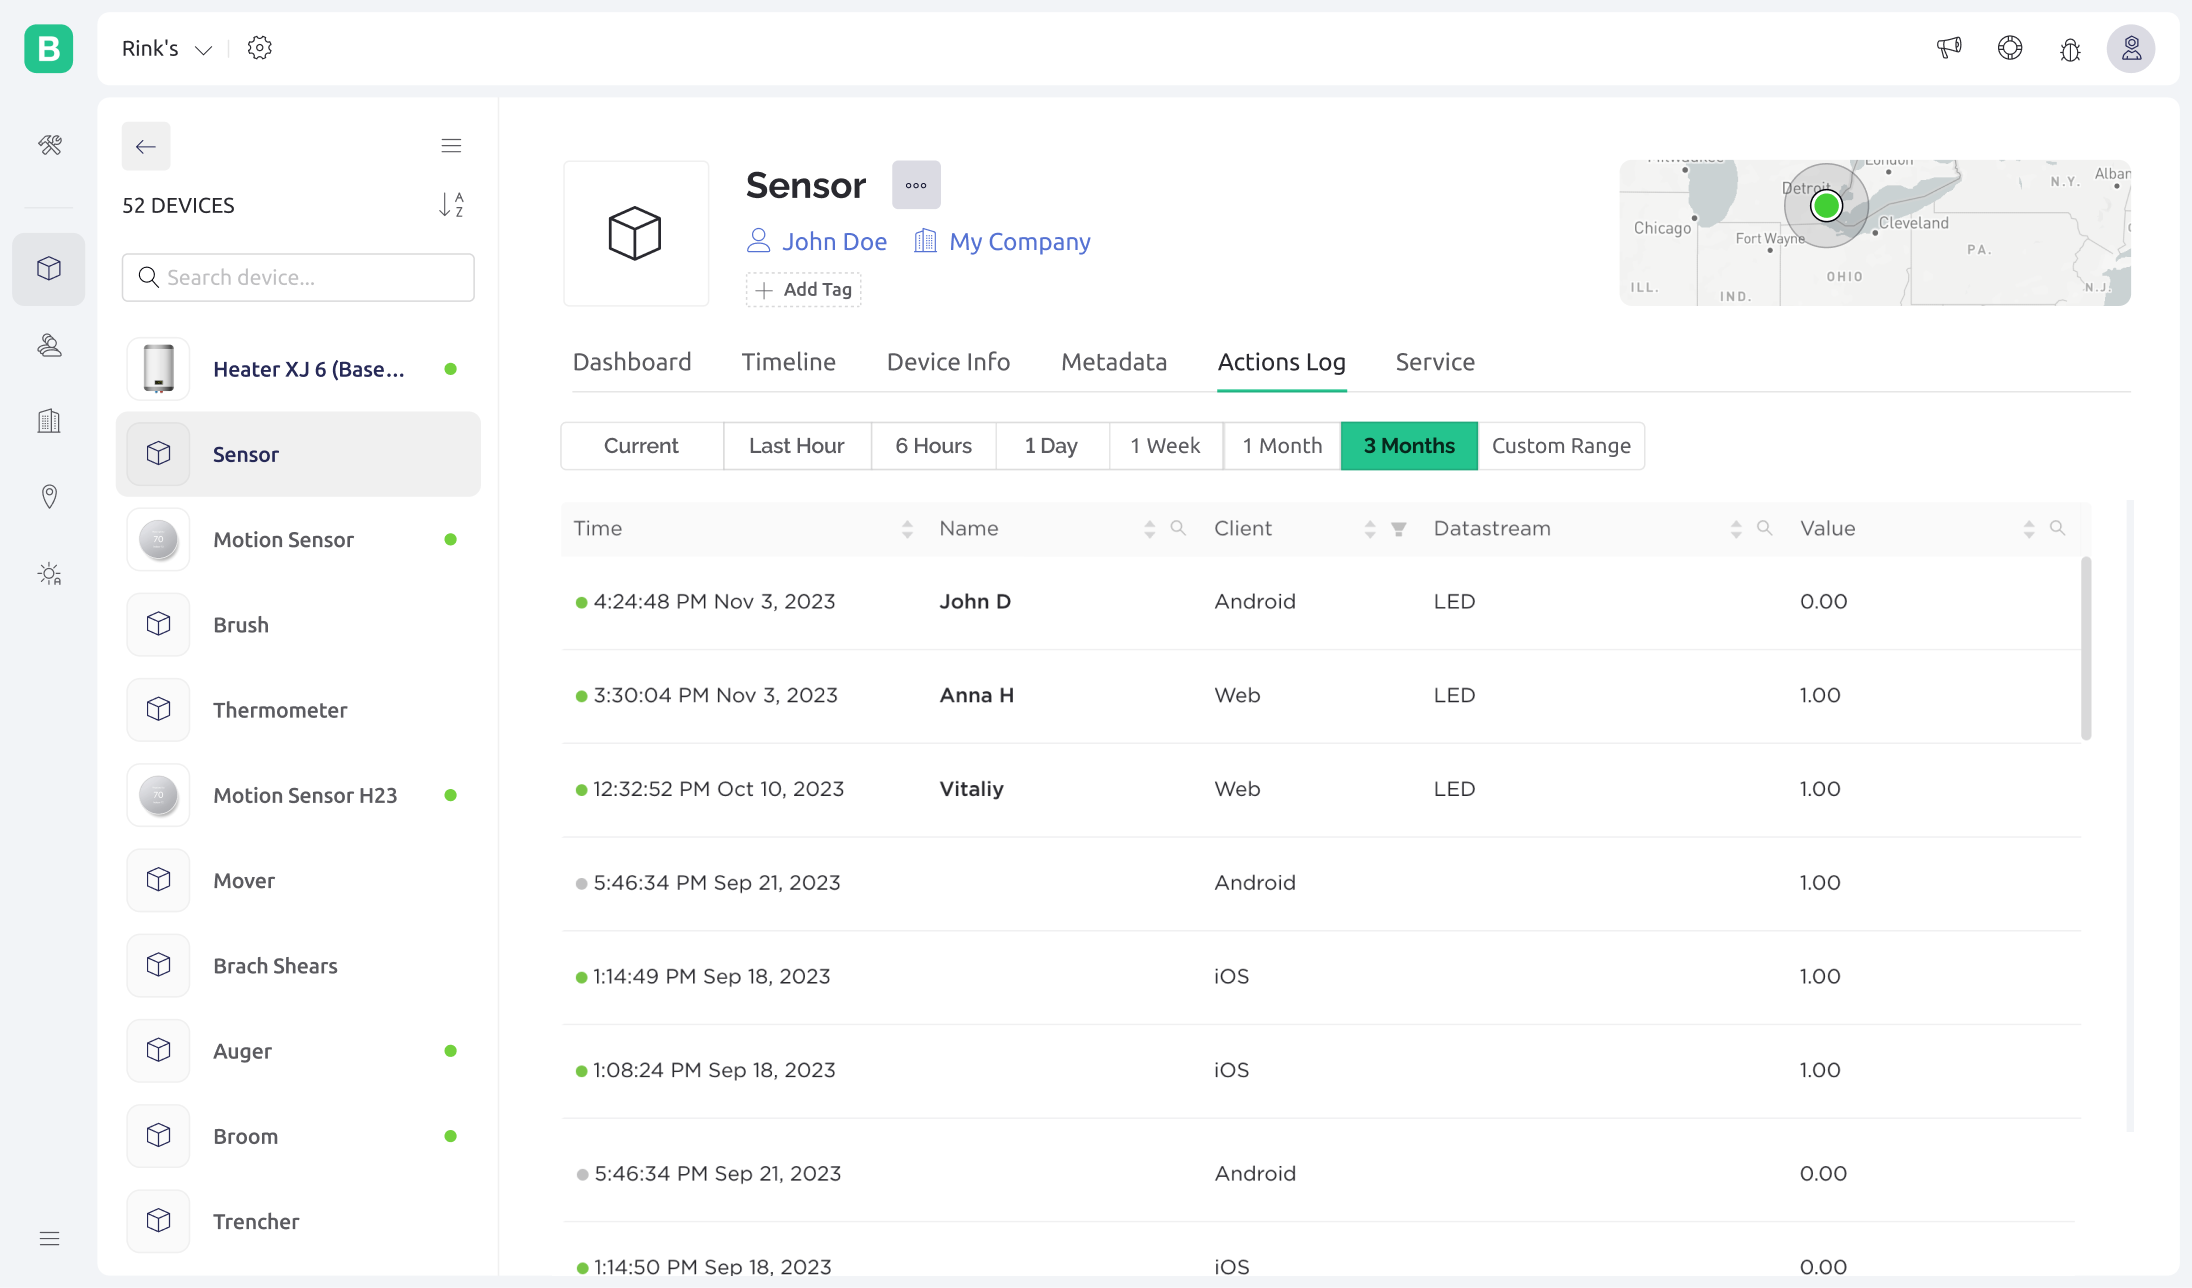 B
Rink's
52 DEVICES
A
Z
Search device...
Heater XJ 6 (Base...
Sensor
70
Motion Sensor
Brush
Thermometer
70
Motion Sensor H23
Mover
Brach Shears
Auger
Broom
Trencher
Sensor
John Doe
My Company
Add Tag
London
Detroit
N.Y.
Alban
Chicago
Cleveland
Fort Wayne
PA.
OHIO
ILL.
IND.
N.J.
Dashboard
Timeline
Device Info
Metadata
Actions Log
Service
Current
Last Hour
6 Hours
1 Day
1 Week
1 Month
3 Months
Custom Range
Time Name Client Datastream Value
4:24:48 PM Nov 3, 2023 John D Android LED 0.00
3:30:04 PM Nov 3, 2023 Anna H Web LED 1.00
12:32:52 PM Oct 10, 2023 Vitaliy Web LED 1.00
5:46:34 PM Sep 21, 2023 Android 1.00
1:14:49 PM Sep 18, 2023 iOS 1.00
1:08:24 PM Sep 18, 2023 iOS 1.00
5:46:34 PM Sep 21, 2023 Android 0.00
1:14:50 PM Sep 18, 2023 iOS 0.00